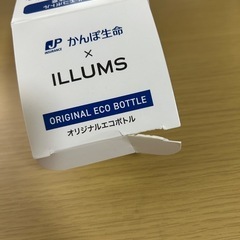 JP かんぽ生命
INSURANCE
×
ILLUMS
ORIGINAL ECO BOTTLE
オリジナルエコボトル